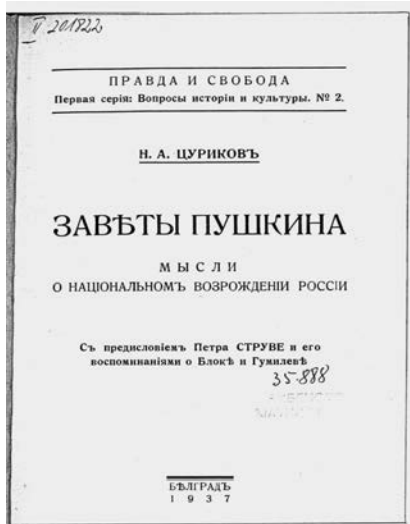 II 201822
ПРАВДА И СВОБОДА
Первая серія: Вопросы исторіи и культуры. № 2.
Н. А. ЦУРИКОВЪ
ЗАВѢТЫ ПУШКИНА
МЫСЛИ
О НАЦІОНАЛЬНОМЪ ВОЗРОЖДЕНІИ РОССІИ
Съ предисловіемъ Петра СТРУВЕ и его
воспоминаніями о Блокѣ и Гумилевѣ
35-888
БѢЛГРАДЪ
1937